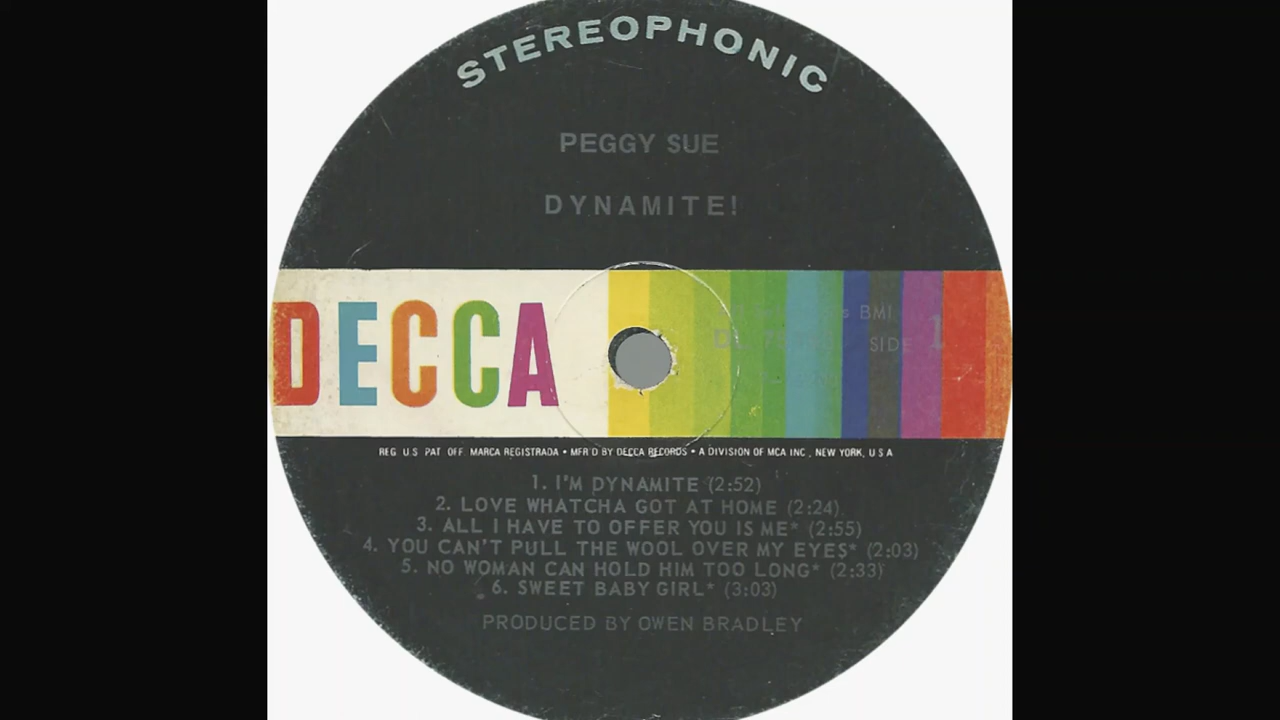 STEREOPHONIC
PEGGY SUE
DYNAMITE!
BMI
DECCA
SIDE 1
REG. U.S. PAT. OFF. MARCA REGISTRADA • MFR'D BY DECCA RECORDS • A DIVISION OF MCA INC., NEW YORK, U.S.A
1. I'M DYNAMITE (2:52)
2. LOVE WHATCHA GOT AT HOME (2:24)
3. ALL I HAVE TO OFFER YOU IS ME* (2:55)
4. YOU CAN'T PULL THE WOOL OVER MY EYES* (2:03)
5. NO WOMAN CAN HOLD HIM TOO LONG* (2:33)
6. SWEET BABY GIRL* (3:03)
PRODUCED BY OWEN BRADLEY